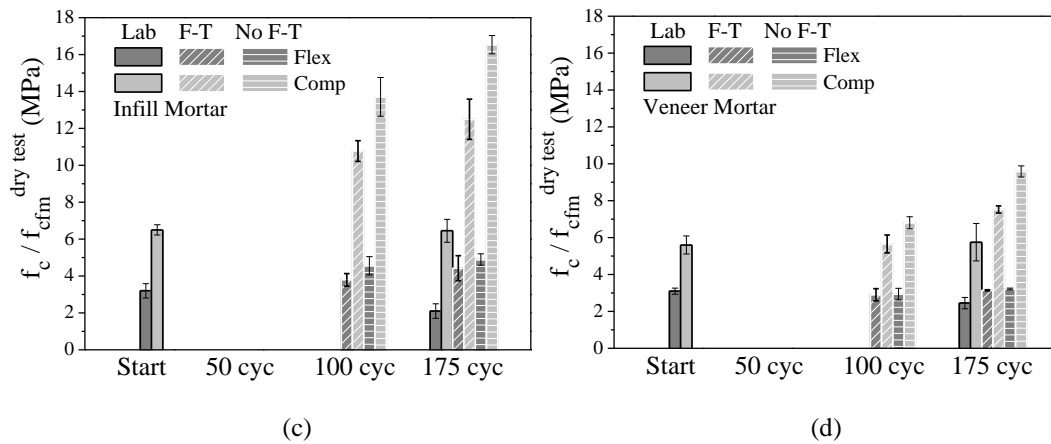 18
16
14
12
10
8
6
4
2
0
f_c / f_cfm^dry test (MPa)
Lab F-T No F-T
Flex
Comp
Infill Mortar
Start 50 cyc 100 cyc 175 cyc
(c)
18
16
14
12
10
8
6
4
2
0
f_c / f_cfm^dry test (MPa)
Lab F-T No F-T
Flex
Comp
Veneer Mortar
Start 50 cyc 100 cyc 175 cyc
(d)